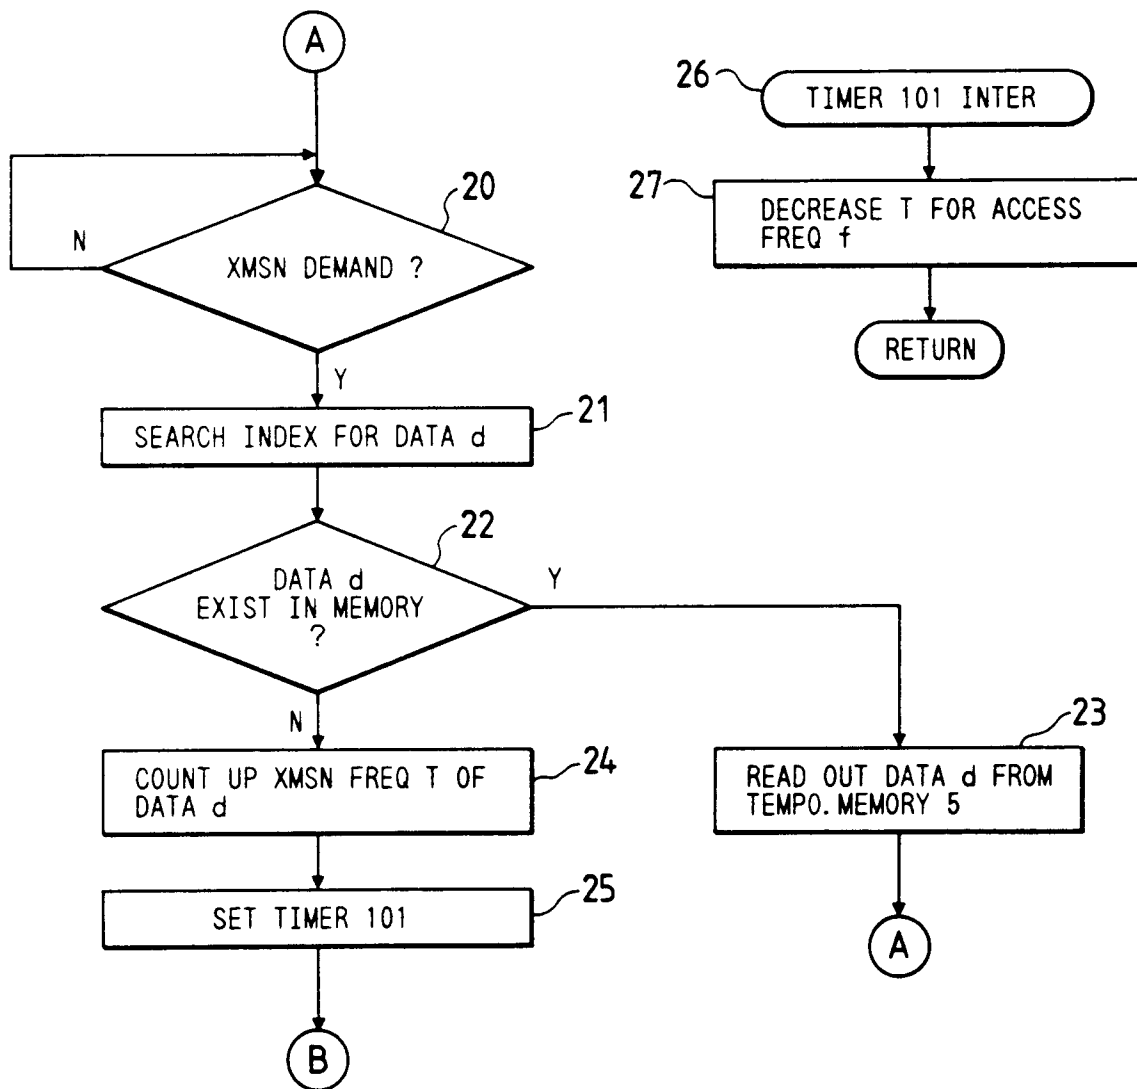 A
20
N
XMSN DEMAND ?
Y
21
SEARCH INDEX FOR DATA d
22
DATA d
EXIST IN MEMORY
?
Y
N
24
COUNT UP XMSN FREQ T OF
DATA d
23
READ OUT DATA d FROM
TEMPO. MEMORY 5
25
SET TIMER 101
A
B
26
TIMER 101 INTER
27
DECREASE T FOR ACCESS
FREQ f
RETURN